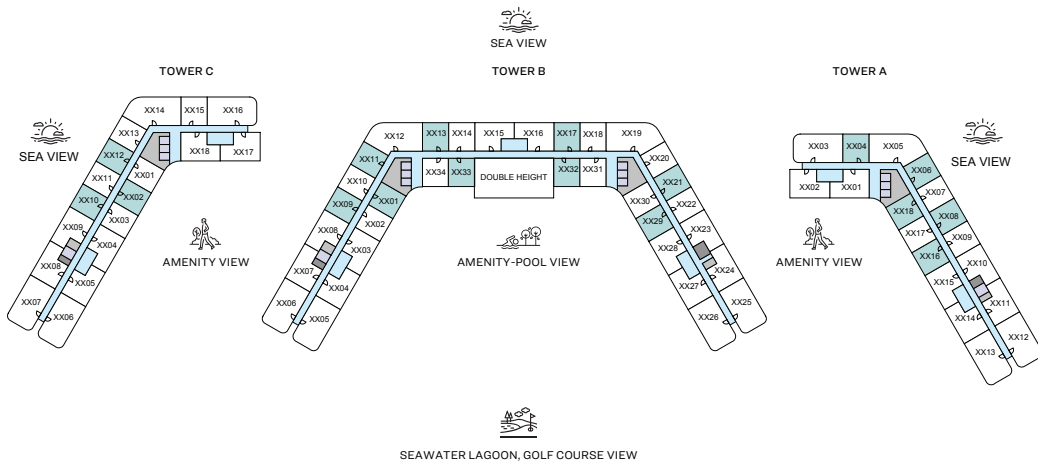 SEA VIEW
TOWER C
TOWER B
TOWER A
SEA VIEW
SEA VIEW
XX14
XX15
XX16
XX13
XX12
XX11
XX10
XX09
XX08
XX07
XX06
XX05
XX04
XX03
XX02
XX01
XX18
XX17
AMENITY VIEW
XX12
XX13
XX14
XX15
XX16
XX17
XX18
XX19
XX11
XX10
XX09
XX08
XX07
XX06
XX05
XX04
XX03
XX02
XX01
XX34
XX33
DOUBLE HEIGHT
XX32
XX31
XX30
XX20
XX21
XX22
XX23
XX24
XX25
XX26
XX27
XX28
XX29
AMENITY-POOL VIEW
XX03
XX04
XX05
XX02
XX01
XX06
XX07
XX08
XX09
XX10
XX11
XX12
XX13
XX14
XX15
XX16
XX17
XX18
AMENITY VIEW
SEAWATER LAGOON, GOLF COURSE VIEW